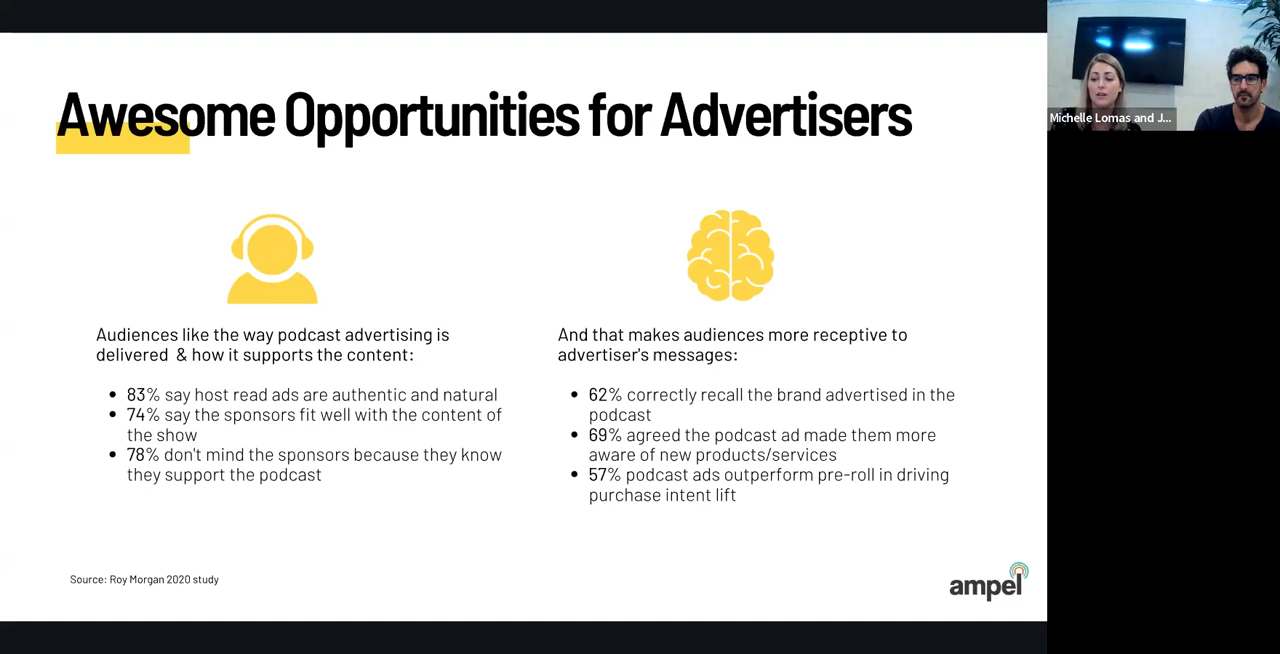 Awesome Opportunities for Advertisers
Audiences like the way podcast advertising is
delivered & how it supports the content:
• 83% say host read ads are authentic and natural
• 74% say the sponsors fit well with the content of
the show
• 78% don't mind the sponsors because they know
they support the podcast
And that makes audiences more receptive to
advertiser's messages:
• 62% correctly recall the brand advertised in the
podcast
• 69% agreed the podcast ad made them more
aware of new products/services
• 57% podcast ads outperform pre-roll in driving
purchase intent lift
Source: Roy Morgan 2020 study
ampel
Michelle Lomas and J...